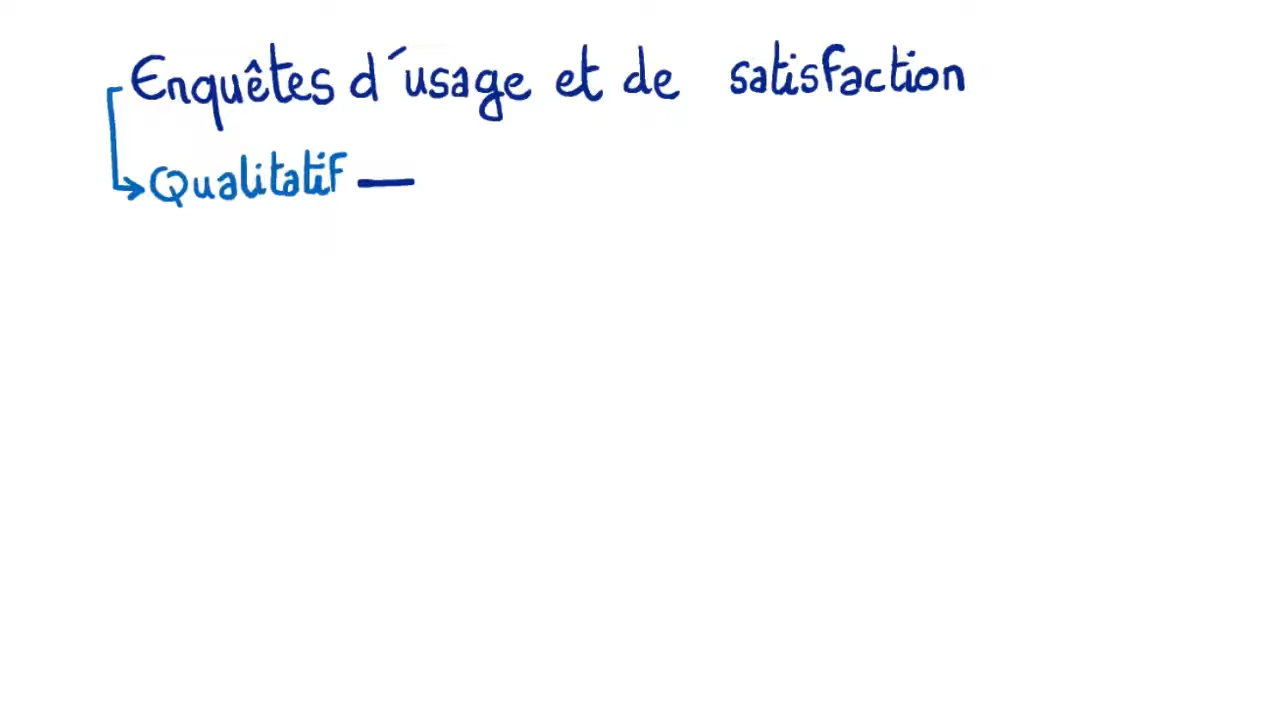 Enquêtes d'usage et de satisfaction
Qualitatif —